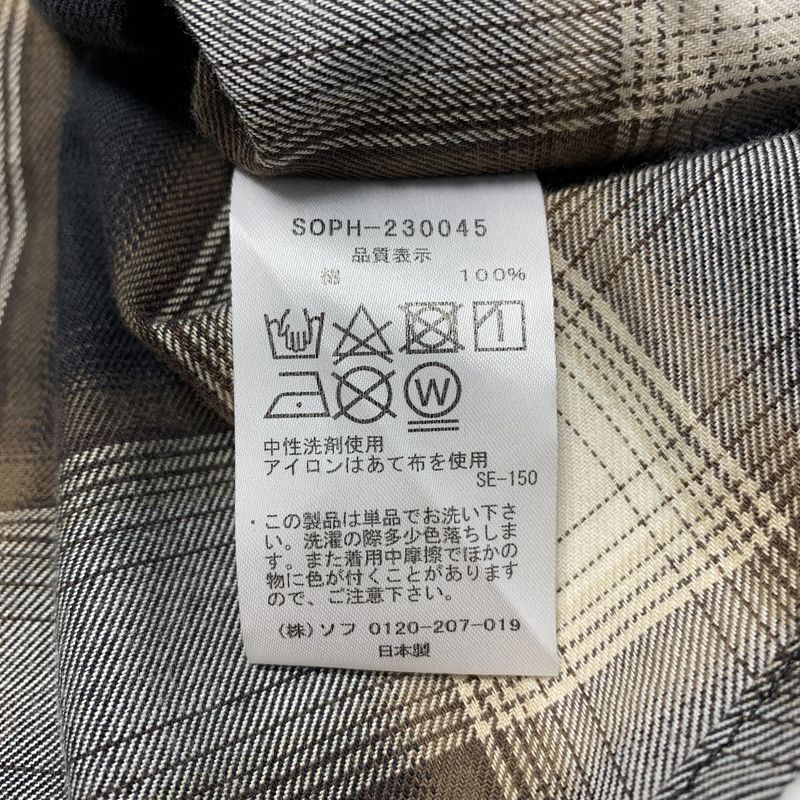 SOPH-230045
品質表示
綿 100%
W
中性洗剤使用
アイロンはあて布を使用
SE-150
・この製品は単品でお洗い下さ
い。洗濯の際多少色落ちしま
す。また着用中摩擦でほかの
物に色が付くことがあります
ので、ご注意下さい。
(株)ソフ 0120-207-019
日本製